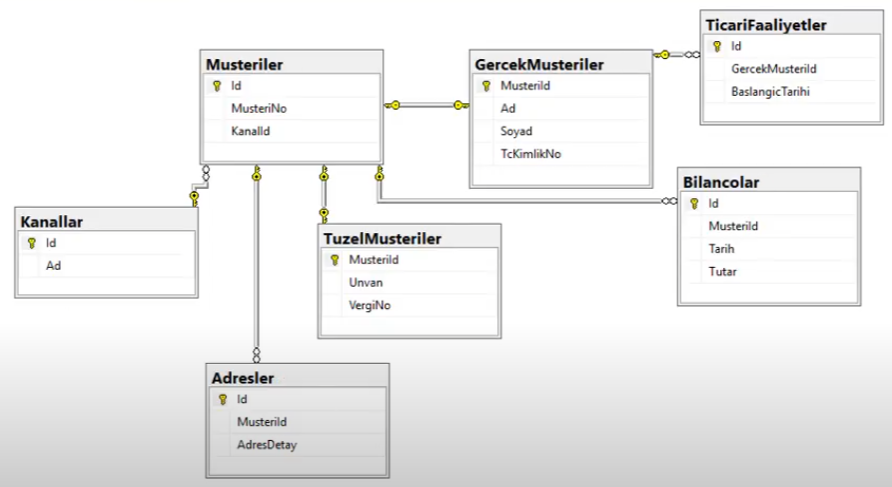 TicariFaaliyetler
Id
GercekMusteriId
BaslangicTarihi
Musteriler
Id
MusteriNo
KanalId
GercekMusteriler
MusteriId
Ad
Soyad
TcKimlikNo
Bilancolar
Id
MusteriId
Tarih
Tutar
Kanallar
Id
Ad
TuzelMusteriler
MusteriId
Unvan
VergiNo
Adresler
Id
MusteriId
AdresDetay